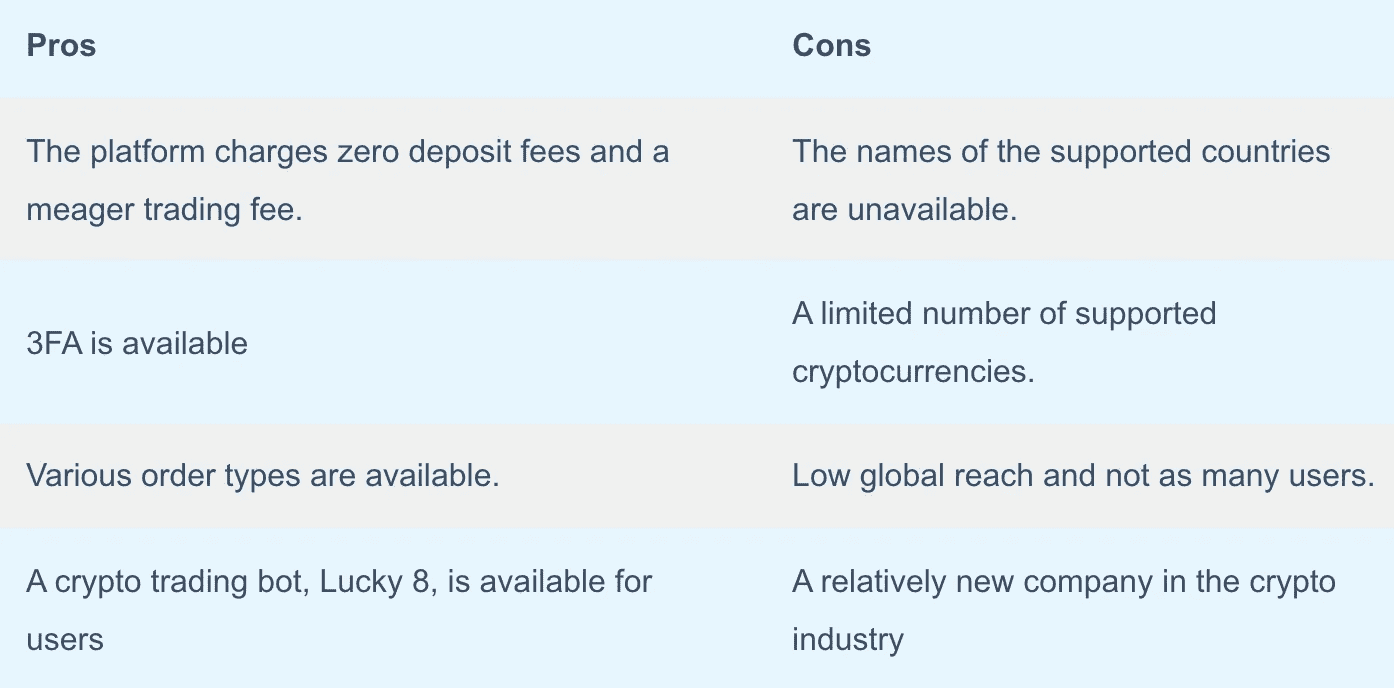 Pros
Cons
The platform charges zero deposit fees and a
meager trading fee.
The names of the supported countries
are unavailable.
3FA is available
A limited number of supported
cryptocurrencies.
Various order types are available.
Low global reach and not as many users.
A crypto trading bot, Lucky 8, is available for
users
A relatively new company in the crypto
industry